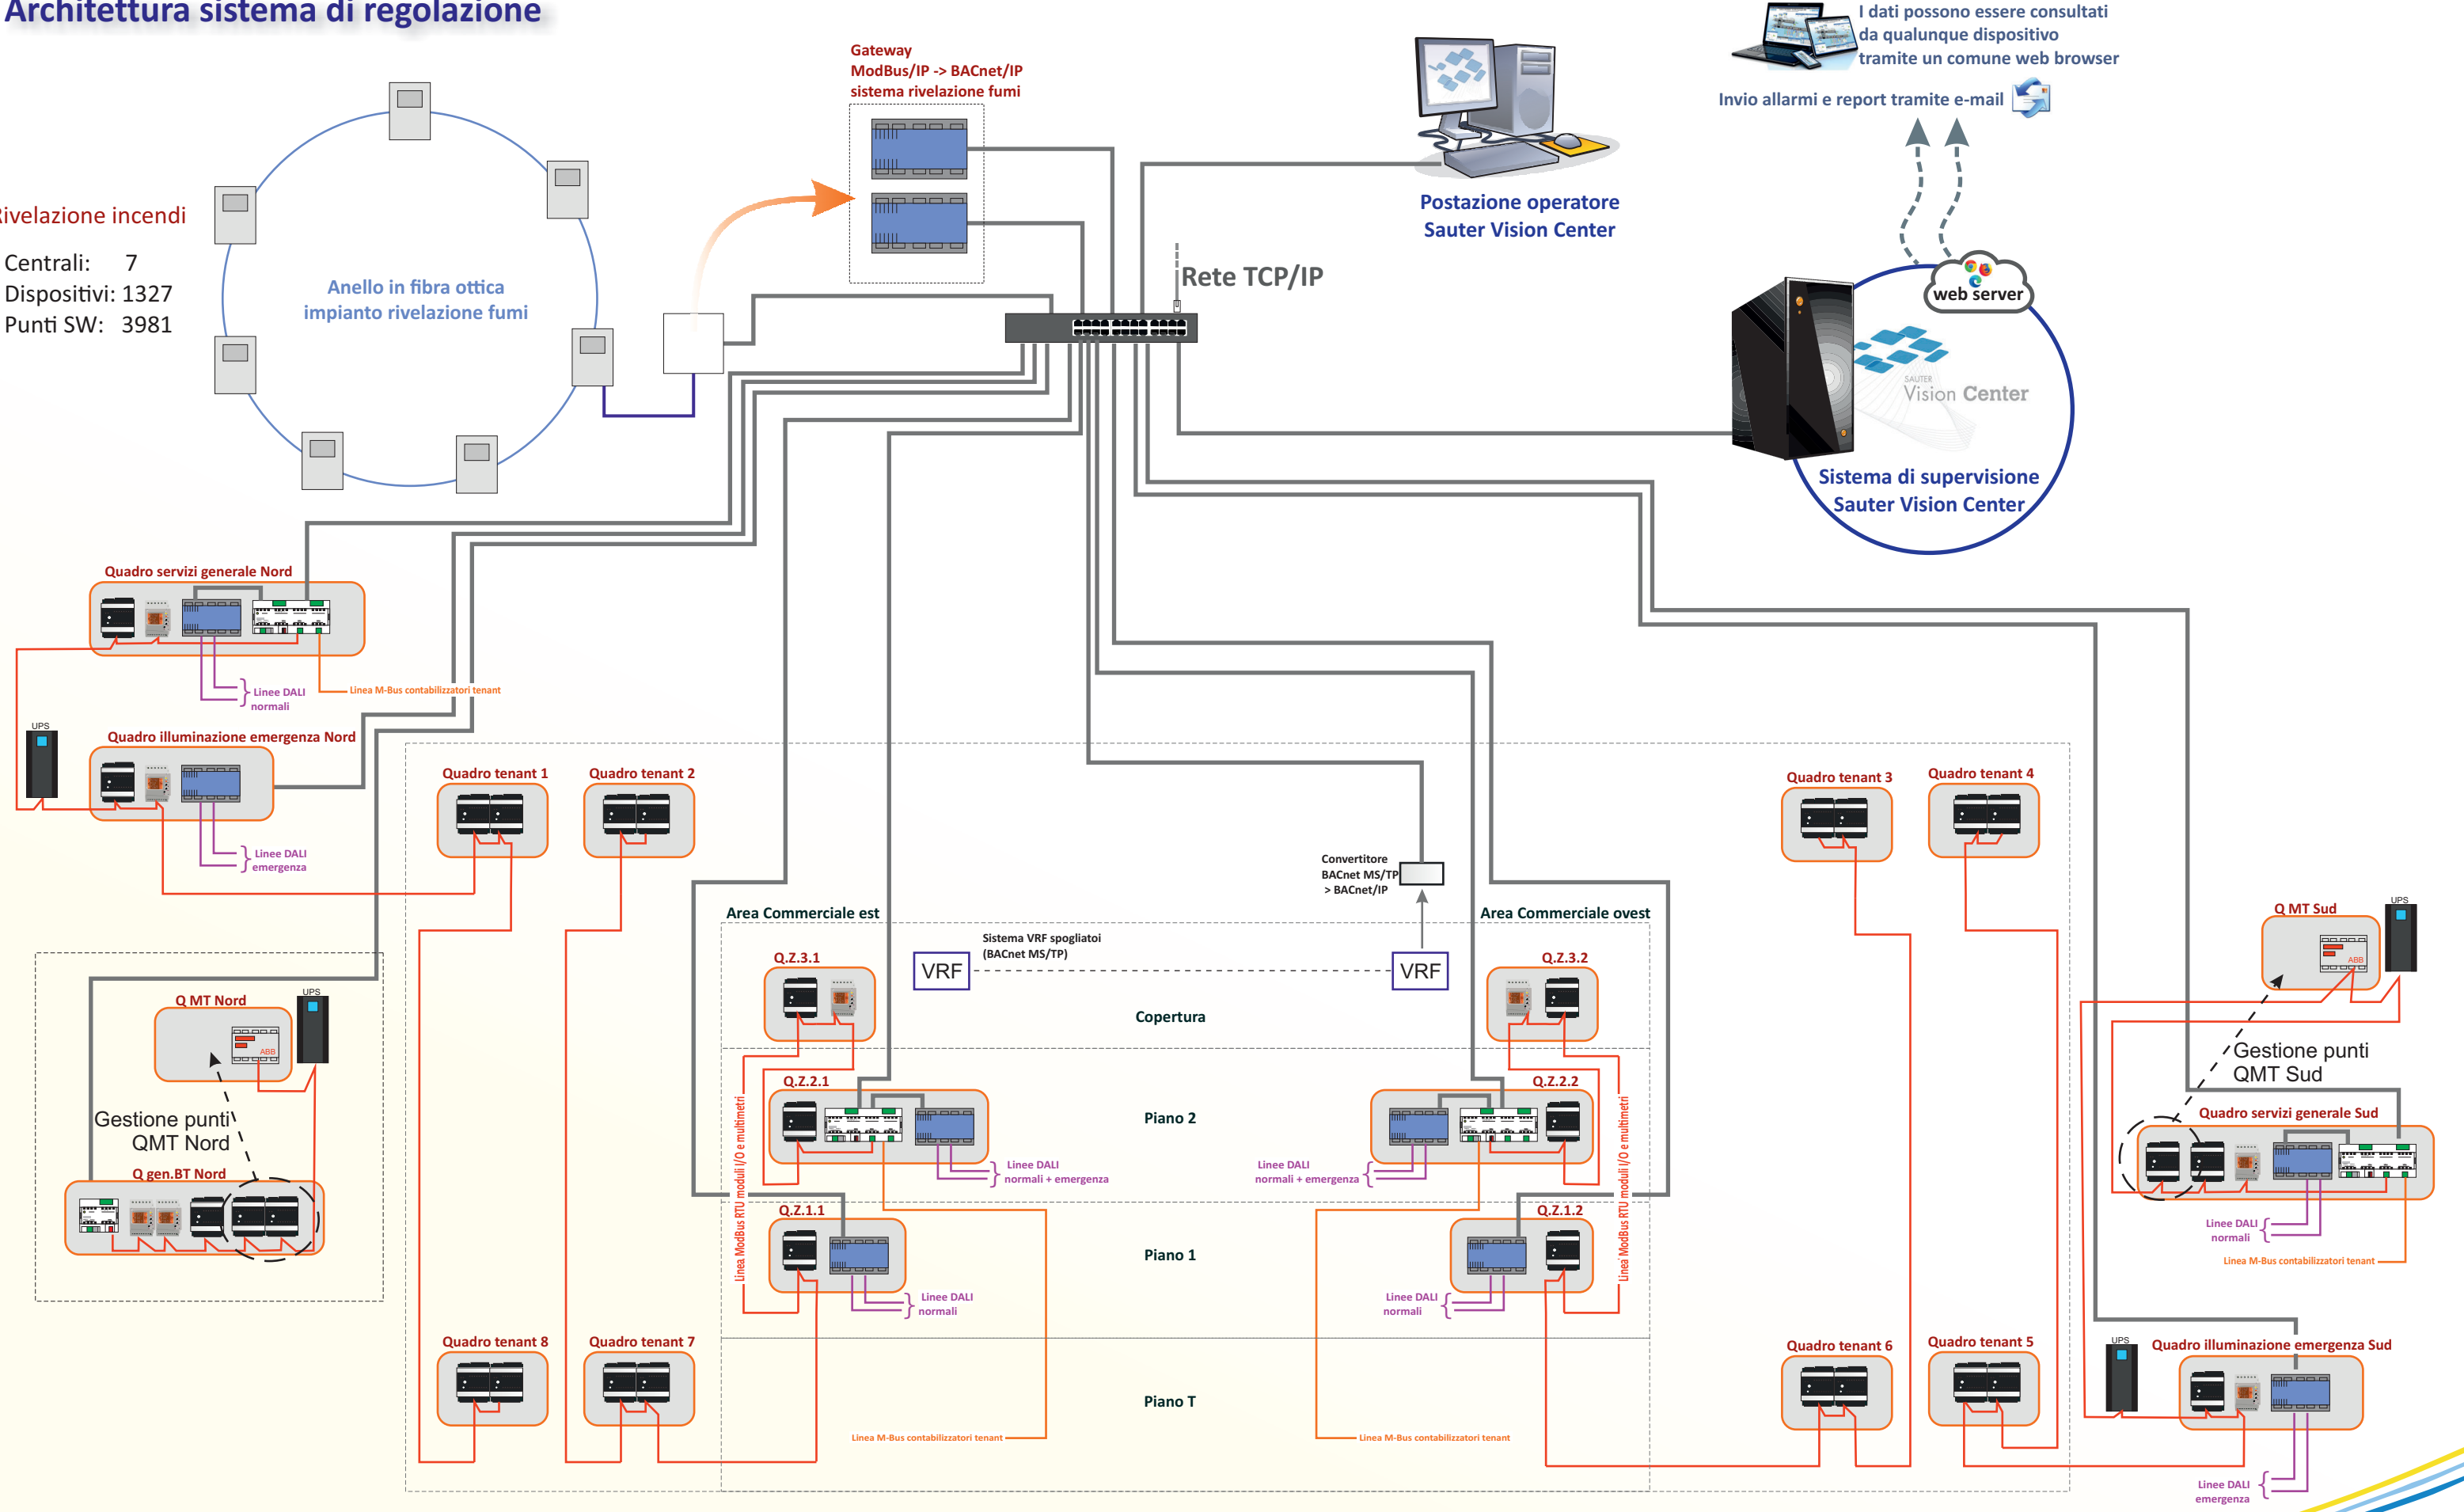 Architettura sistema di regolazione
Gateway
ModBus/IP -> BACnet/IP
sistema rivelazione fumi
I dati possono essere consultati
da qualunque dispositivo
tramite un comune web browser
Invio allarmi e report tramite e-mail
Postazione operatore
Sauter Vision Center
Rivelazione incendi
Centrali: 7
Dispositivi: 1327
Punti SW: 3981
Anello in fibra ottica
impianto rivelazione fumi
Rete TCP/IP
web server
SAUTER
Vision Center
Sistema di supervisione
Sauter Vision Center
Quadro servizi generale Nord
Linee DALI
normali
Linea M-Bus contabilizzatori tenant
UPS
Quadro illuminazione emergenza Nord
Linee DALI
emergenza
Quadro tenant 1
Quadro tenant 2
Quadro tenant 3
Quadro tenant 4
Convertitore
BACnet MS/TP
> BACnet/IP
Area Commerciale est
Area Commerciale ovest
Sistema VRF spogliatoi
(BACnet MS/TP)
VRF
VRF
Q.Z.3.1
Q.Z.3.2
Copertura
Q MT Nord
UPS
ABB
Gestione punti
QMT Nord
Q gen.BT Nord
Q MT Sud
UPS
ABB
Gestione punti
QMT Sud
Q.Z.2.1
Q.Z.2.2
Piano 2
Linea ModBus RTU moduli I/O e multimetri
Linea ModBus RTU moduli I/O e multimetri
Linee DALI
normali + emergenza
Linee DALI
normali + emergenza
Quadro servizi generale Sud
Linee DALI
normali
Linea M-Bus contabilizzatori tenant
Q.Z.1.1
Q.Z.1.2
Piano 1
Linee DALI
normali
Linee DALI
normali
Quadro tenant 8
Quadro tenant 7
Quadro tenant 6
Quadro tenant 5
Piano T
Linea M-Bus contabilizzatori tenant
Linea M-Bus contabilizzatori tenant
UPS
Quadro illuminazione emergenza Sud
Linee DALI
emergenza